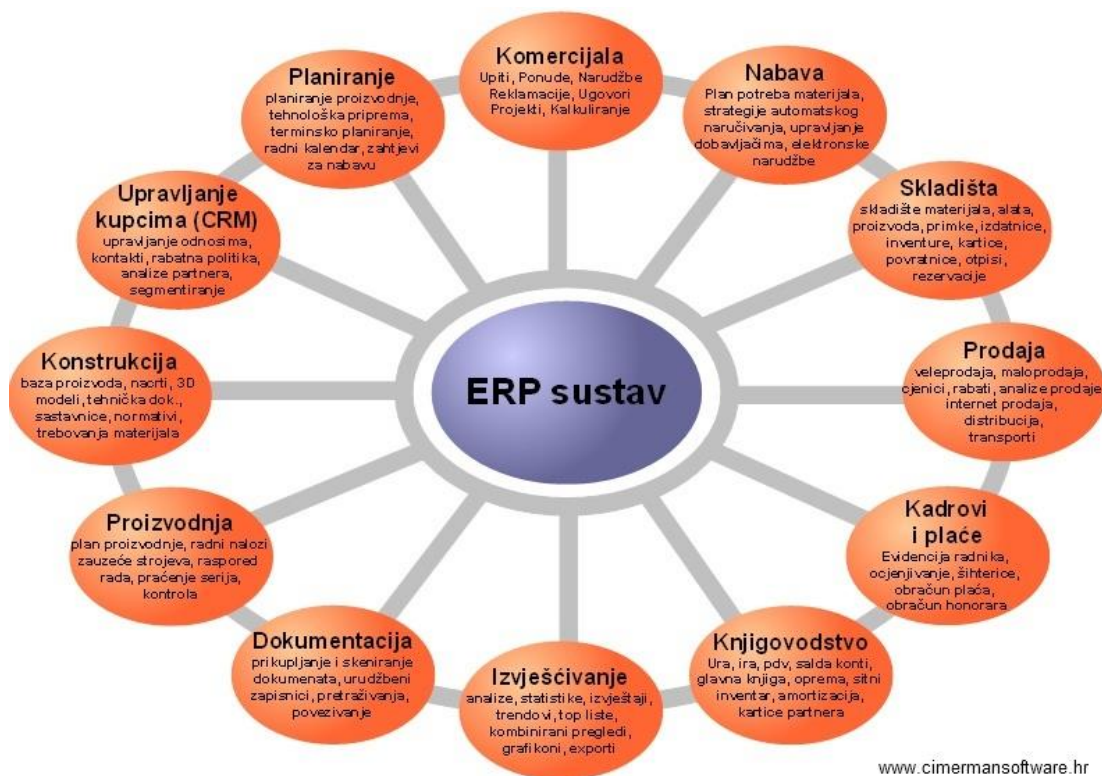 Komercijala
Upiti, Ponude, Narudžbe
Reklamacije, Ugovori
Projekti, Kalkuliranje
Nabava
Plan potreba materijala,
strategije automatskog
naručivanja, upravljanje
dobavljačima, elektronske
narudžbe
Skladišta
skladište materijala, alata,
proizvoda, primke, izdatnice,
inventure, kartice,
povratnice, otpisi,
rezervacije
Prodaja
veleprodaja, maloprodaja,
cjenici, rabati, analize prodaje
internet prodaja,
distribucija,
transporti
Kadrovi
i plaće
Evidencija radnika,
ocjenjivanje, šihterice,
obračun plaća,
obračun honorara
Knjigovodstvo
Ura, ira, pdv, salda konti,
glavna knjiga, oprema, sitni
inventar, amortizacija,
kartice partnera
Izvješćivanje
analize, statistike, izvještaji,
trendovi, top liste,
kombinirani pregledi,
grafikoni, exporti
Dokumentacija
prikupljanje i skeniranje
dokumenata, urudžbeni
zapisnici, pretraživanja,
povezivanje
Proizvodnja
plan proizvodnje, radni nalozi
zauzeće strojeva, raspored
rada, praćenje serija,
kontrola
Konstrukcija
baza proizvoda, nacrti, 3D
modeli, tehnička dok.,
sastavnice, normativi,
trebovanja materijala
Upravljanje
kupcima (CRM)
upravljanje odnosima,
kontakti, rabatna politika,
analize partnera,
segmentiranje
Planiranje
planiranje proizvodnje,
tehnološka priprema,
terminsko planiranje,
radni kalendar, zahtjevi
za nabavu
ERP sustav
www.cimermansoftware.hr